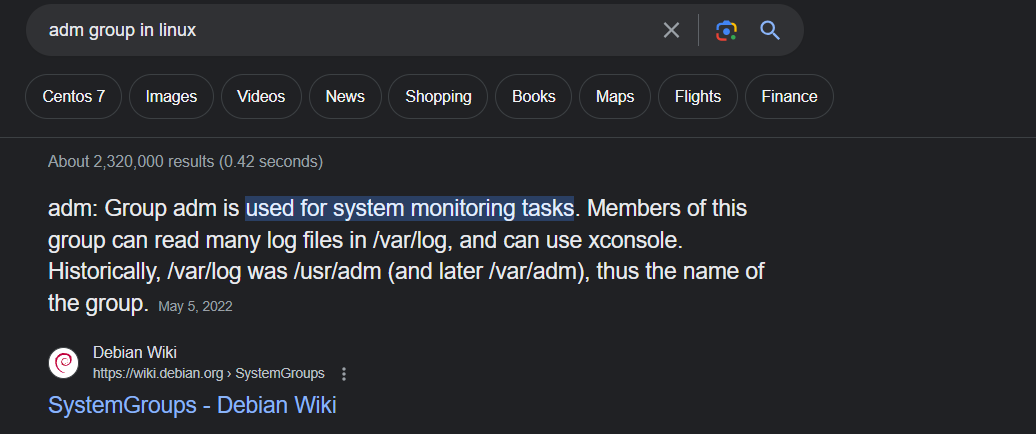 adm group in linux
Centos 7
Images
Videos
News
Shopping
Books
Maps
Flights
Finance
About 2,320,000 results (0.42 seconds)
adm: Group adm is used for system monitoring tasks. Members of this
group can read many log files in /var/log, and can use xconsole.
Historically, /var/log was /usr/adm (and later /var/adm), thus the name of
the group. May 5, 2022
Debian Wiki
https://wiki.debian.org › SystemGroups
SystemGroups - Debian Wiki